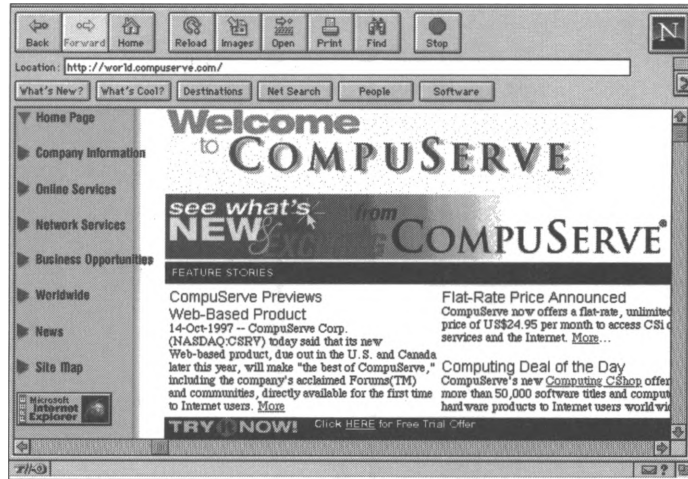 Back Forward Home Reload Images Open Print Find Stop
N
Location: http://world.compuserve.com/
What's New? What's Cool? Destinations Net Search People Software
Home Page
Company Information
Online Services
Network Services
Business Opportunities
Worldwide
News
Site Map
FREE Microsoft
Internet
Explorer
Welcome
to COMPUSERVE
see what's
NEW & EXCITING from COMPUSERVE®
FEATURE STORIES
CompuServe Previews
Web-Based Product
14-Oct-1997 -- CompuServe Corp.
(NASDAQ:CSRV) today said that its new
Web-based product, due out in the U.S. and Canada
later this year, will make "the best of CompuServe,"
including the company's acclaimed Forums(TM)
and communities, directly available for the first time
to Internet users. More
Flat-Rate Price Announced
CompuServe now offers a flat-rate, unlimited
price of US$24.95 per month to access CSi
services and the Internet. More...
Computing Deal of the Day
CompuServe's new Computing CShop offer
more than 50,000 software titles and comput
hardware products to Internet users worldwi
TRY NOW! Click HERE for Free Trial Offer
?